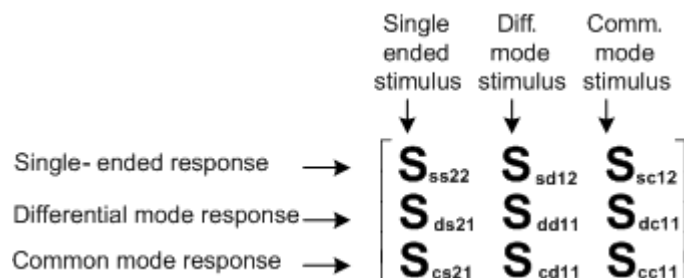 Single Diff. Comm.
ended mode mode
stimulus stimulus stimulus
Single- ended response Sss22 Ssd12 Ssc12
Differential mode response Sds21 Sdd11 Sdc11
Common mode response Scs21 Scd11 Scc11